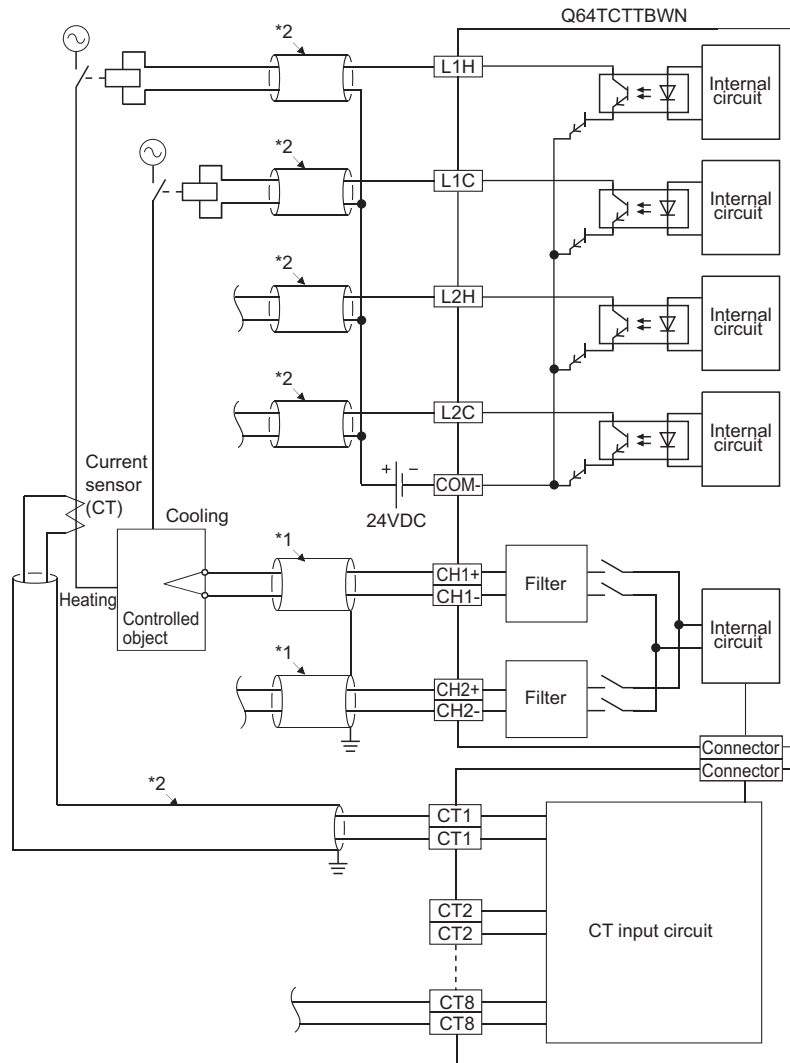 Q64TCTTBWN
*2
L1H
Internal
circuit
*2
L1C
Internal
circuit
*2
L2H
Internal
circuit
*2
L2C
Internal
circuit
Current
sensor
(CT)
+ −
24VDC
COM-
Cooling
Heating
Controlled
object
*1
CH1+
CH1-
Filter
Internal
circuit
*1
CH2+
CH2-
Filter
Connector
Connector
*2
CT1
CT1
CT2
CT2
CT input circuit
CT8
CT8